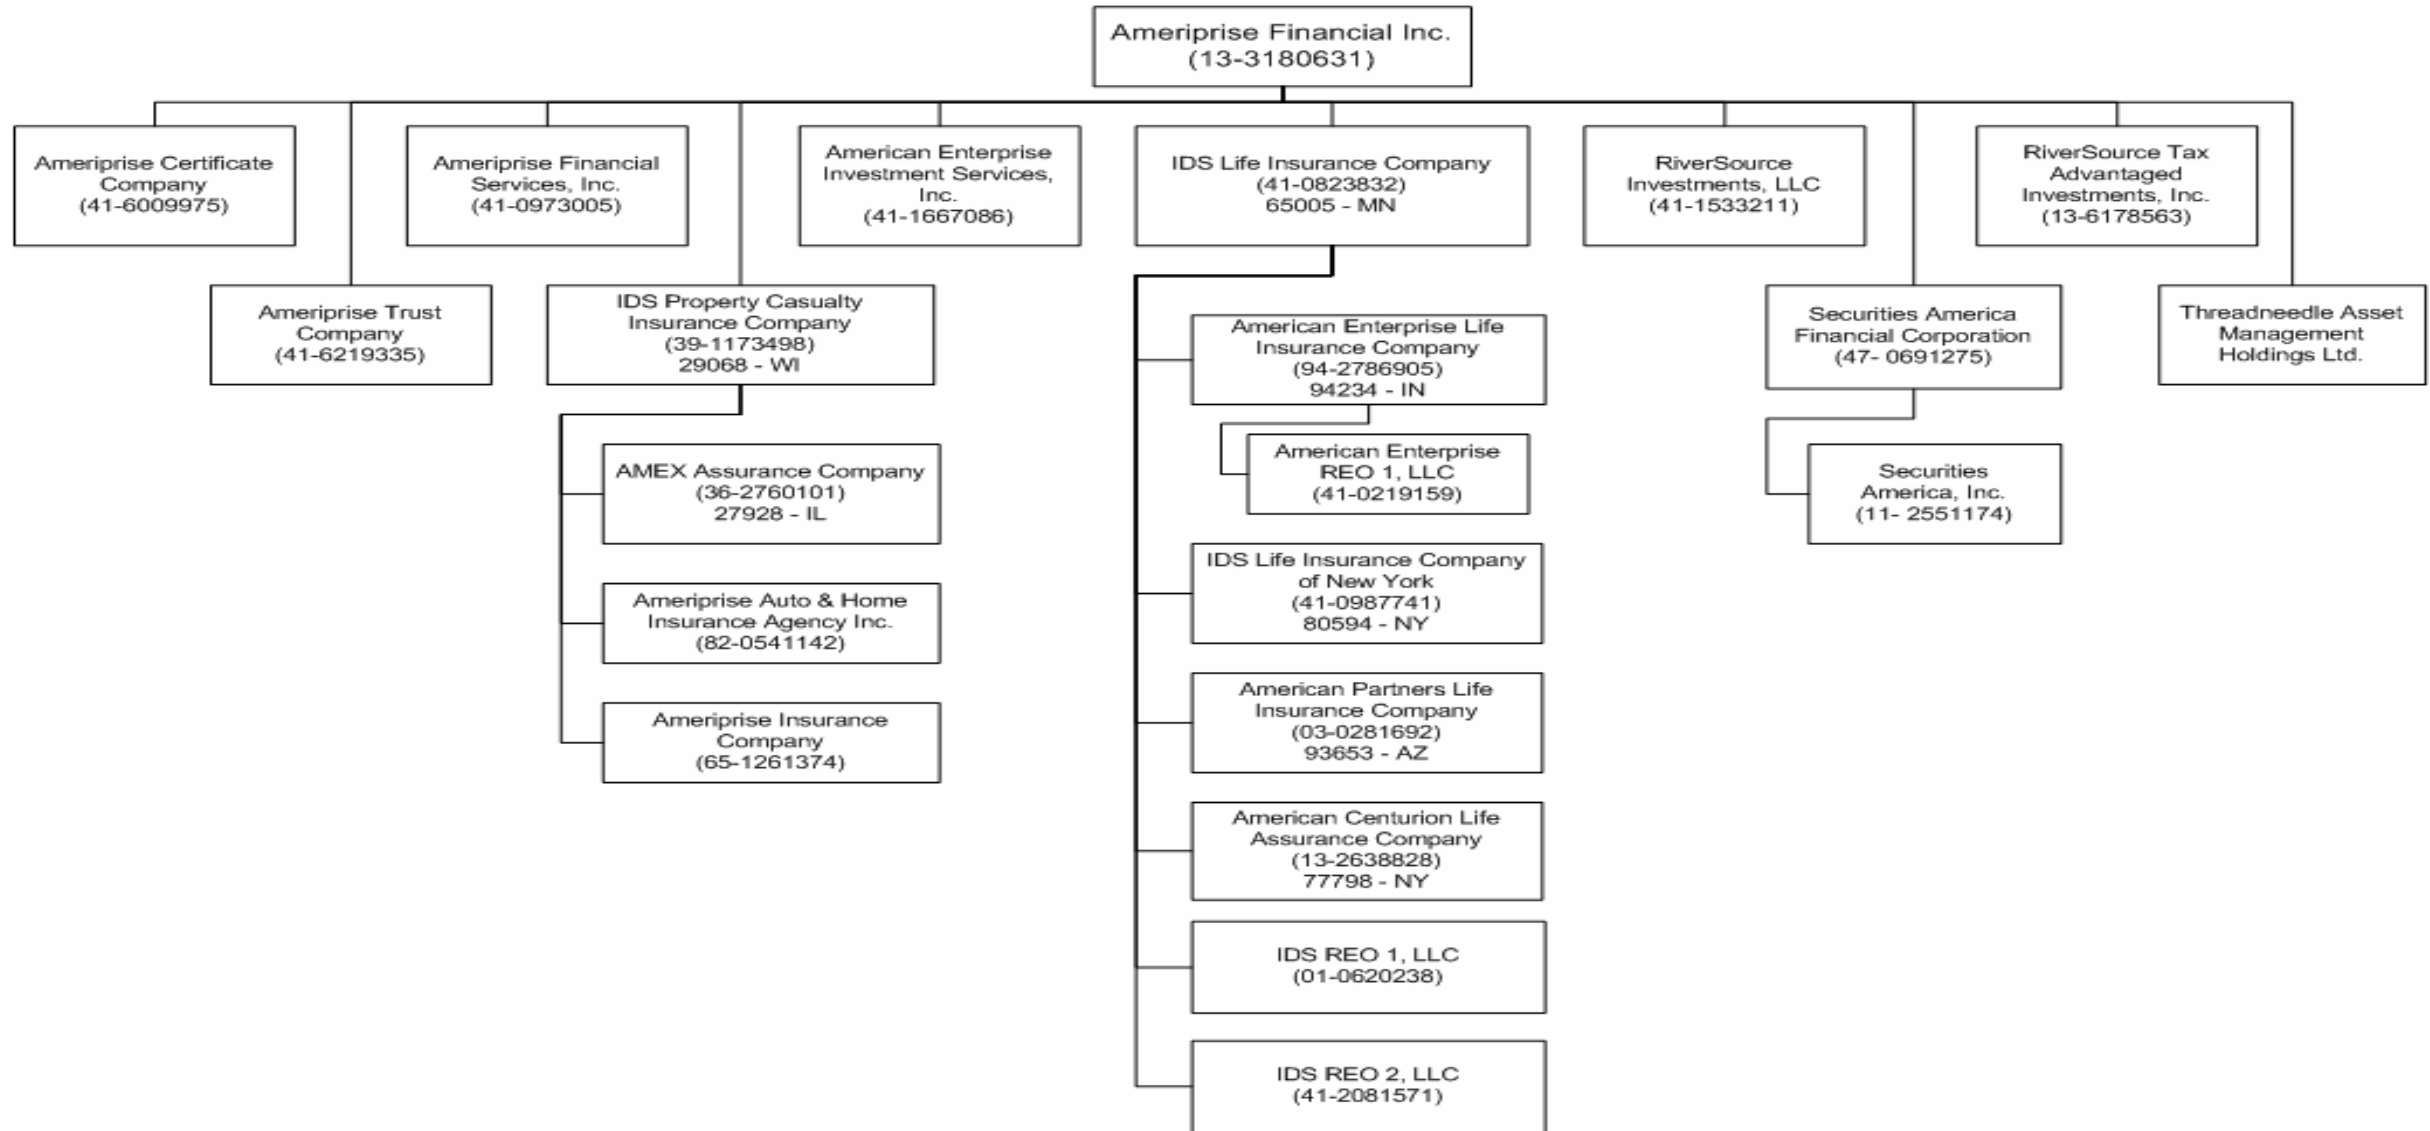 Ameriprise Financial Inc.
(13-3180631)
Ameriprise Certificate
Company
(41-6009975)
Ameriprise Financial
Services, Inc.
(41-0973005)
American Enterprise
Investment Services,
Inc.
(41-1667086)
IDS Life Insurance Company
(41-0823832)
65005 - MN
RiverSource
Investments, LLC
(41-1533211)
RiverSource Tax
Advantaged
Investments, Inc.
(13-6178563)
Ameriprise Trust
Company
(41-6219335)
IDS Property Casualty
Insurance Company
(39-1173498)
29068 - WI
Securities America
Financial Corporation
(47- 0691275)
Threadneedle Asset
Management
Holdings Ltd.
AMEX Assurance Company
(36-2760101)
27928 - IL
Ameriprise Auto & Home
Insurance Agency Inc.
(82-0541142)
Ameriprise Insurance
Company
(65-1261374)
American Enterprise Life
Insurance Company
(94-2786905)
94234 - IN
American Enterprise
REO 1, LLC
(41-0219159)
IDS Life Insurance Company
of New York
(41-0987741)
80594 - NY
American Partners Life
Insurance Company
(03-0281692)
93653 - AZ
American Centurion Life
Assurance Company
(13-2638828)
77798 - NY
IDS REO 1, LLC
(01-0620238)
IDS REO 2, LLC
(41-2081571)
Securities
America, Inc.
(11- 2551174)